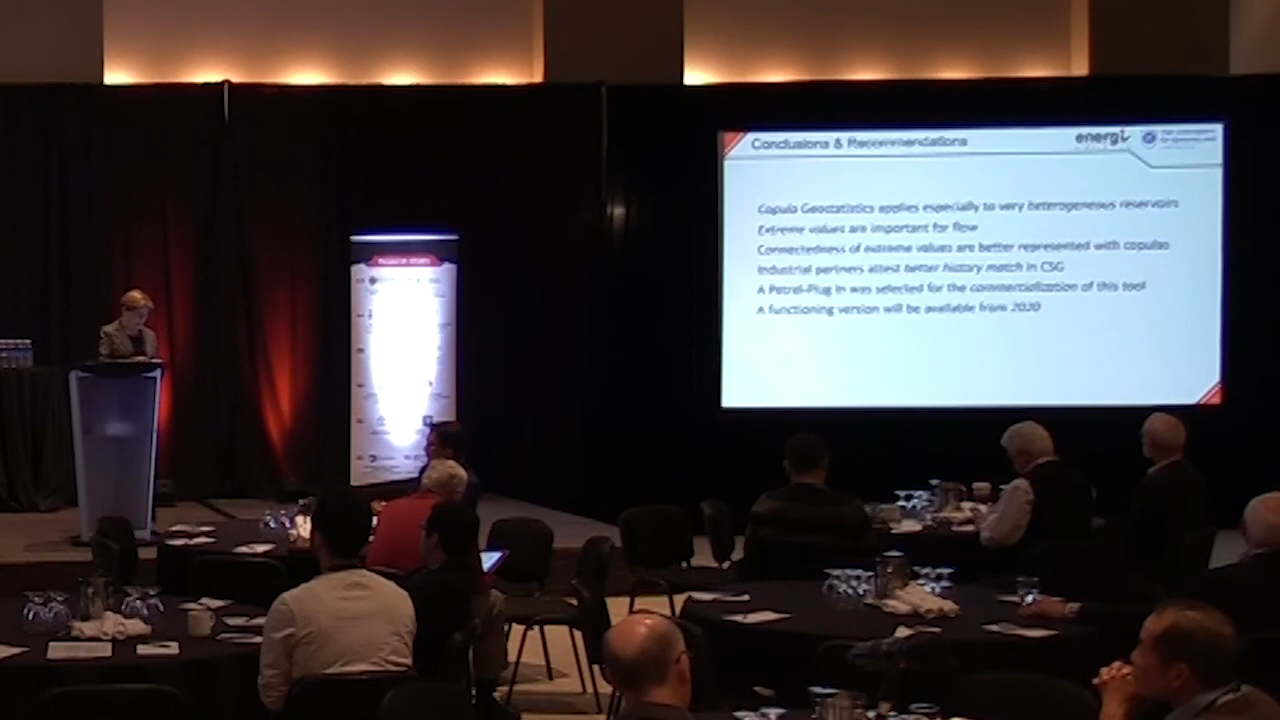 Conclusions & Recommendations
energi
Copula Geostatistics applies especially to very heterogeneous reservoirs
Extreme values are important for flow
Connectedness of extreme values are better represented with copulas
Industrial partners attest better history match in CSG
A Petrel-Plug in was selected for the commercialization of this tool
A functioning version will be available from 2020